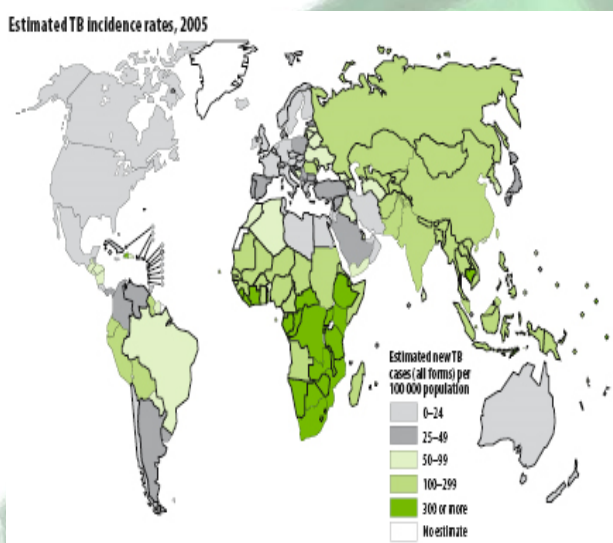 Estimated TB incidence rates, 2005
Estimated new TB
cases (all forms) per
100 000 population
0–24
25–49
50–99
100–299
300 or more
No estimate